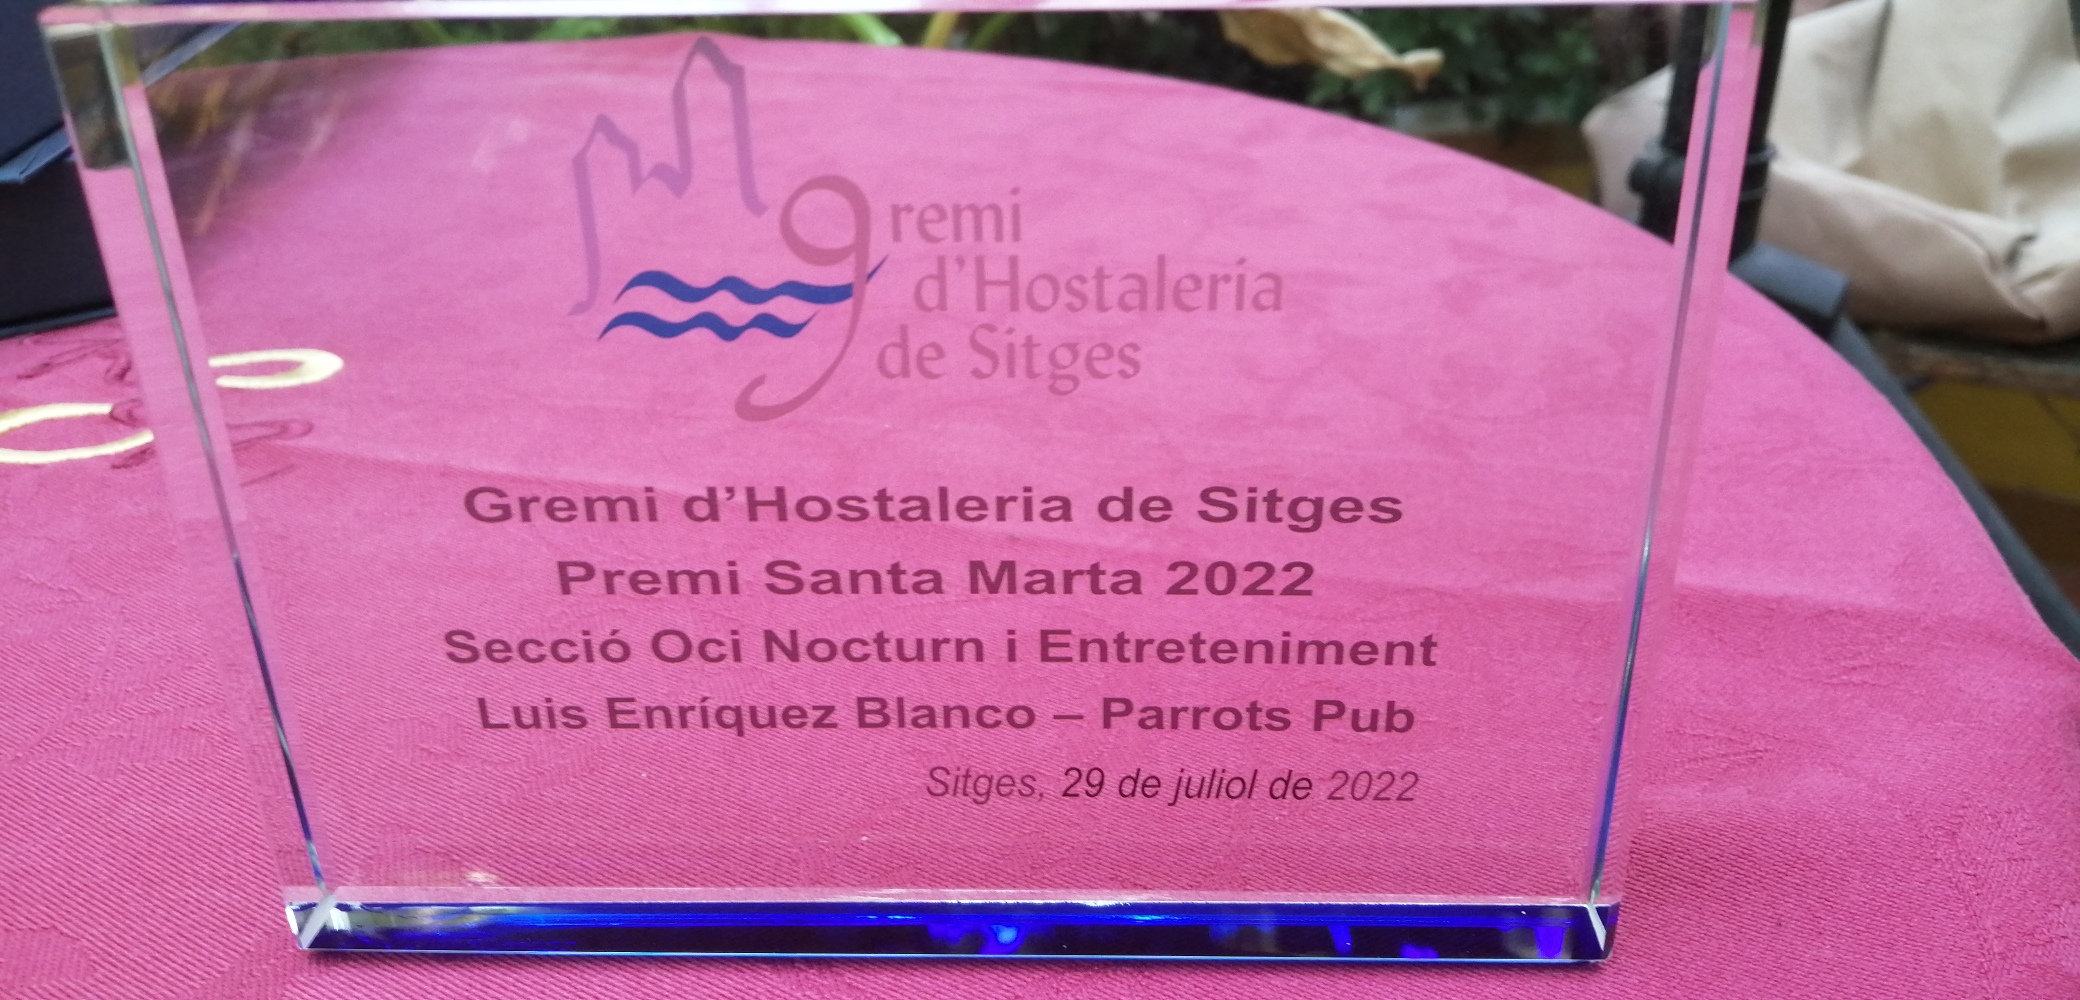 gremi
d'Hostalería
de Sitges
Gremi d'Hostaleria de Sitges
Premi Santa Marta 2022
Secció Oci Nocturn i Entreteniment
Luis Enríquez Blanco – Parrots Pub
Sitges, 29 de juliol de 2022